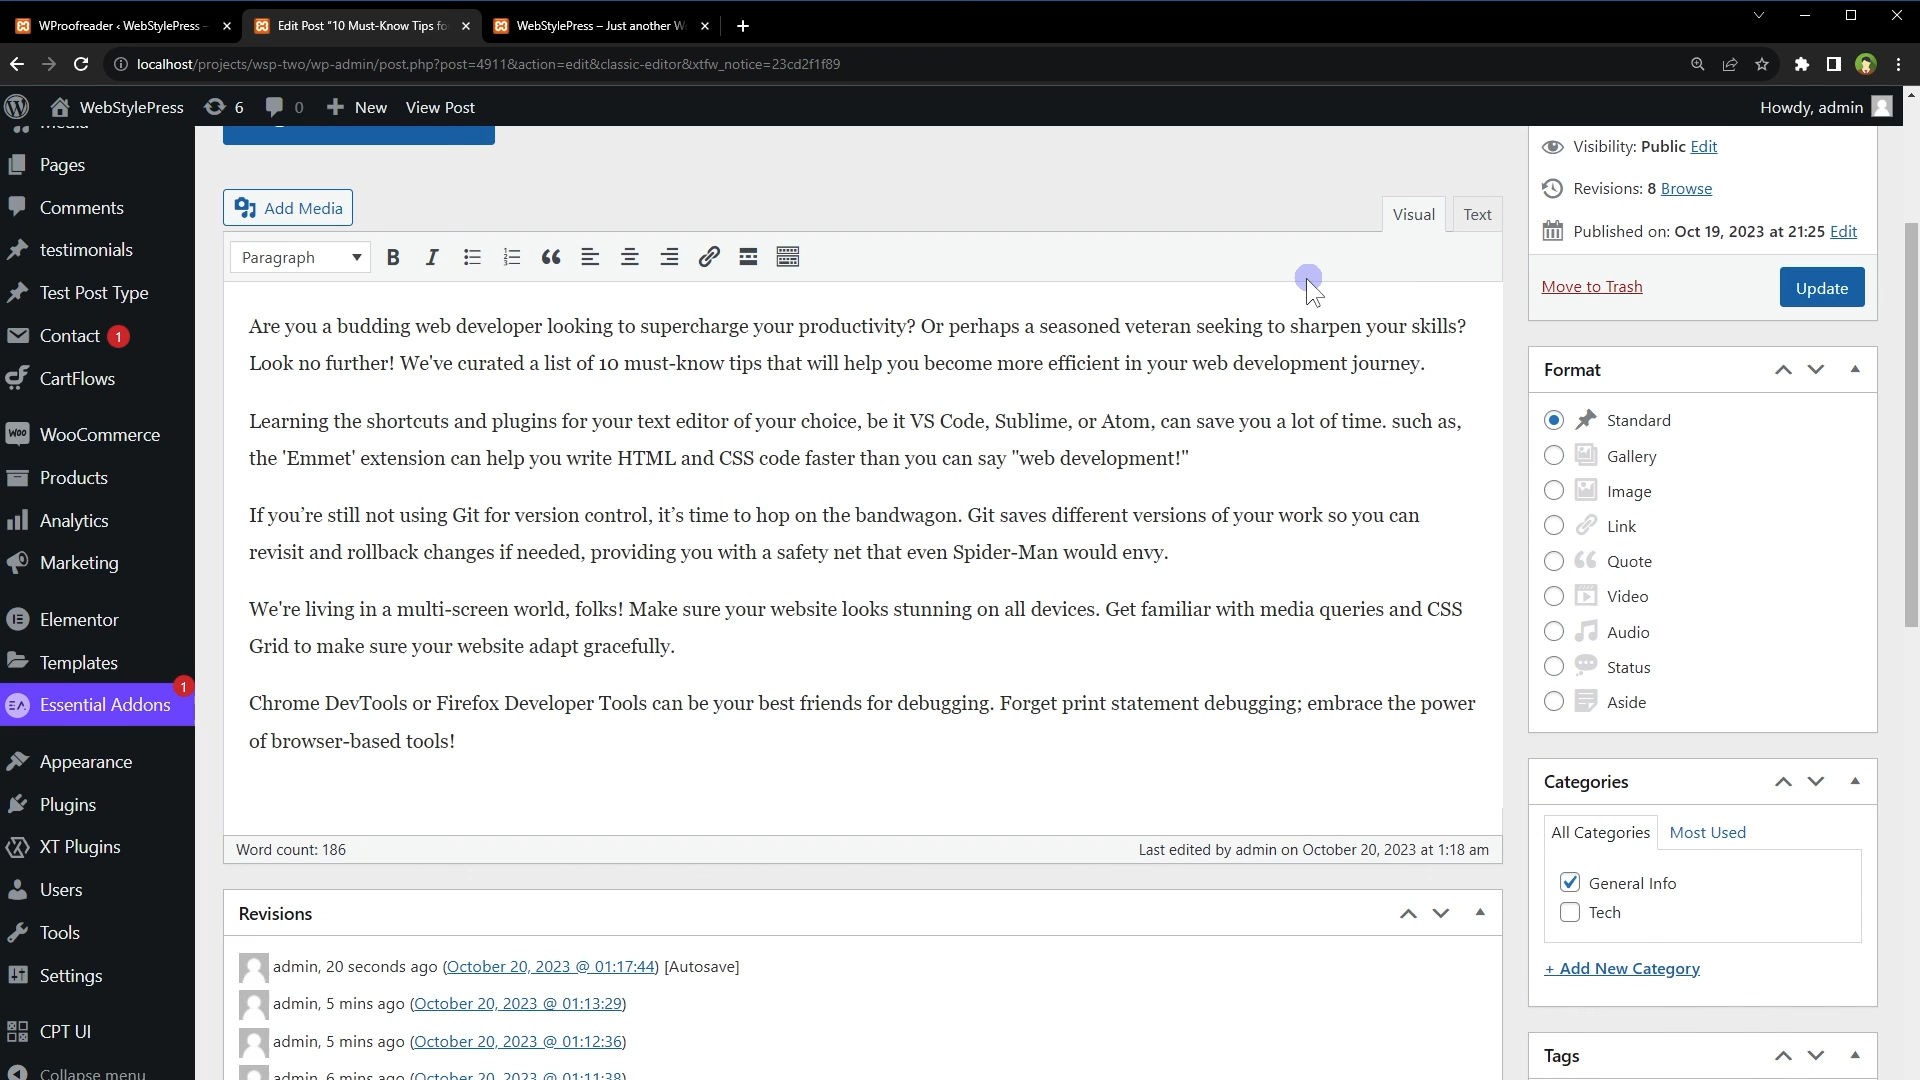 WProofreader ‹ WebStylePress –
Edit Post "10 Must-Know Tips fo
WebStylePress – Just another W
localhost/projects/wsp-two/wp-admin/post.php?post=4911&action=edit&classic-editor&xtfw_notice=23cd2f1f89
WebStylePress
6
0
New
View Post
Howdy, admin
Media
Pages
Comments
testimonials
Test Post Type
Contact 1
CartFlows
WooCommerce
Products
Analytics
Marketing
Elementor
Templates
Essential Addons 1
Appearance
Plugins
XT Plugins
Users
Tools
Settings
CPT UI
Collapse menu
Add Media
Visual
Text
Paragraph
Are you a budding web developer looking to supercharge your productivity? Or perhaps a seasoned veteran seeking to sharpen your skills?
Look no further! We've curated a list of 10 must-know tips that will help you become more efficient in your web development journey.
Learning the shortcuts and plugins for your text editor of your choice, be it VS Code, Sublime, or Atom, can save you a lot of time. such as,
the 'Emmet' extension can help you write HTML and CSS code faster than you can say "web development!"
If you’re still not using Git for version control, it’s time to hop on the bandwagon. Git saves different versions of your work so you can
revisit and rollback changes if needed, providing you with a safety net that even Spider-Man would envy.
We're living in a multi-screen world, folks! Make sure your website looks stunning on all devices. Get familiar with media queries and CSS
Grid to make sure your website adapt gracefully.
Chrome DevTools or Firefox Developer Tools can be your best friends for debugging. Forget print statement debugging; embrace the power
of browser-based tools!
Word count: 186
Last edited by admin on October 20, 2023 at 1:18 am
Revisions
admin, 20 seconds ago (October 20, 2023 @ 01:17:44) [Autosave]
admin, 5 mins ago (October 20, 2023 @ 01:13:29)
admin, 5 mins ago (October 20, 2023 @ 01:12:36)
admin, 6 mins ago (October 20, 2023 @ 01:11:38)
Visibility: Public Edit
Revisions: 8 Browse
Published on: Oct 19, 2023 at 21:25 Edit
Move to Trash
Update
Format
Standard
Gallery
Image
Link
Quote
Video
Audio
Status
Aside
Categories
All Categories
Most Used
General Info
Tech
+ Add New Category
Tags